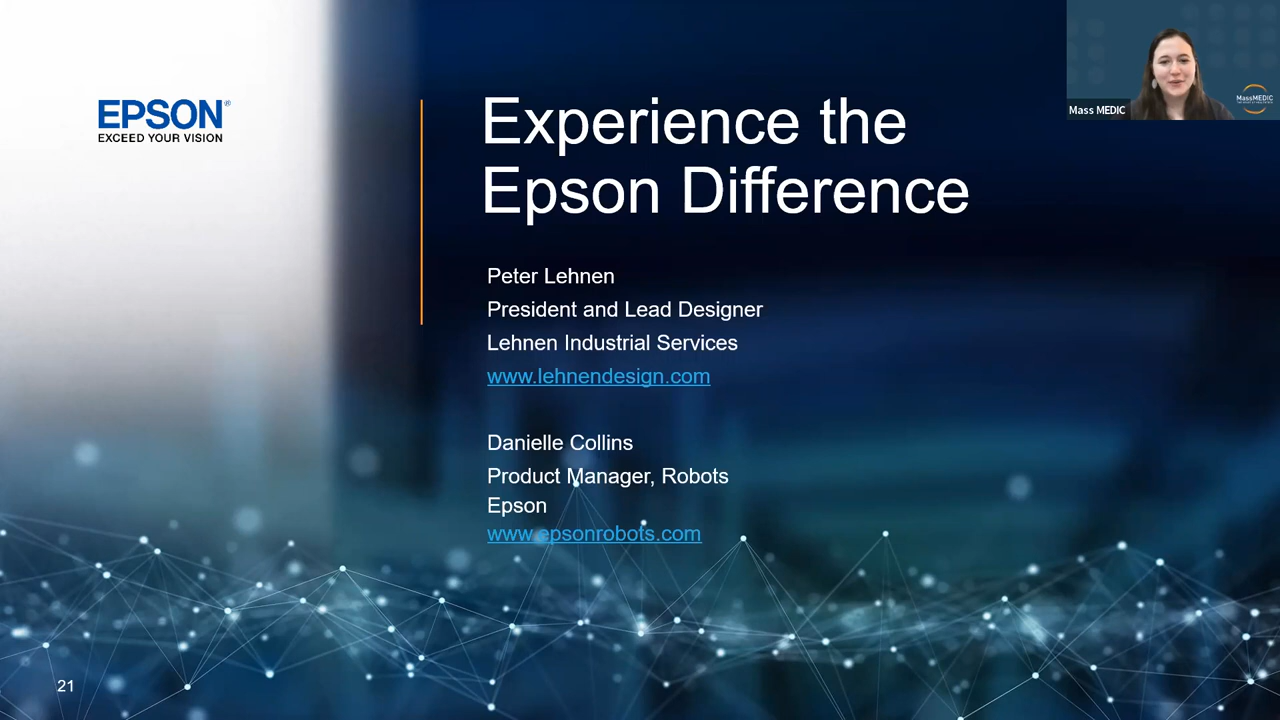 EPSON®
EXCEED YOUR VISION
Experience the
Epson Difference
Peter Lehnen
President and Lead Designer
Lehnen Industrial Services
www.lehnendesign.com
Danielle Collins
Product Manager, Robots
Epson
www.epsonrobots.com
21
Mass MEDIC
MassMEDIC